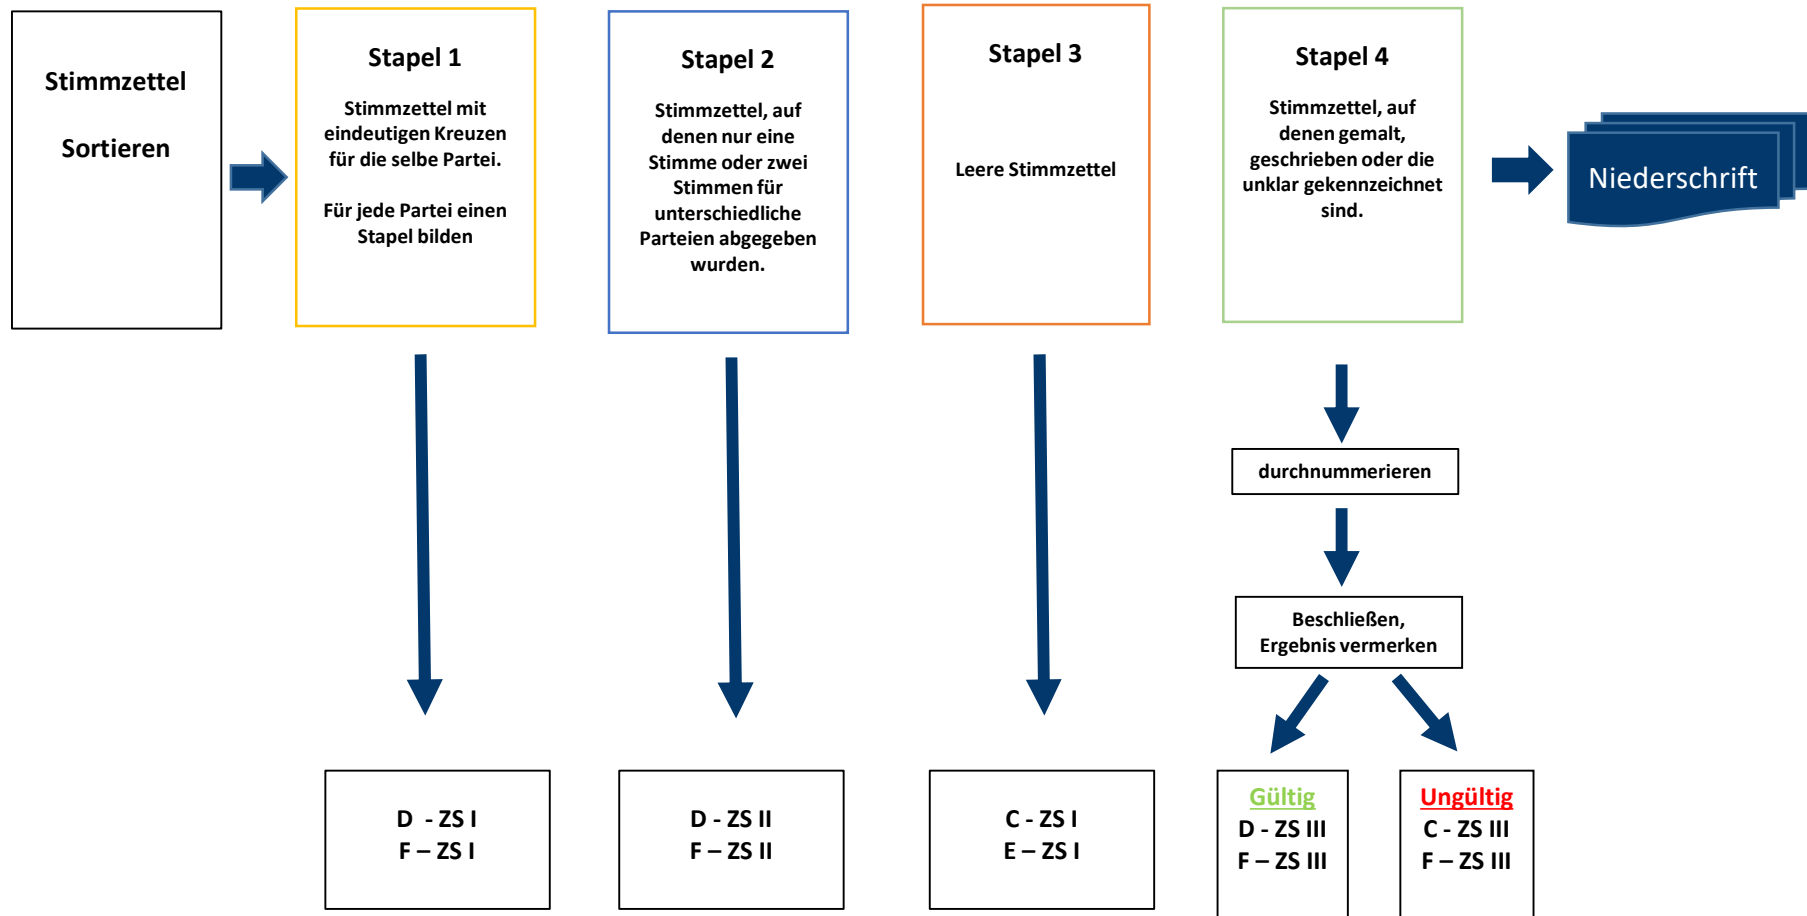 Stimmzettel
Sortieren
Stapel 1
Stimmzettel mit
eindeutigen Kreuzen
für die selbe Partei.
Für jede Partei einen
Stapel bilden
Stapel 2
Stimmzettel, auf
denen nur eine
Stimme oder zwei
Stimmen für
unterschiedliche
Parteien abgegeben
wurden.
Stapel 3
Leere Stimmzettel
Stapel 4
Stimmzettel, auf
denen gemalt,
geschrieben oder die
unklar gekennzeichnet
sind.
Niederschrift
durchnummerieren
Beschließen,
Ergebnis vermerken
D - ZS I
F – ZS I
D - ZS II
F – ZS II
C - ZS I
E – ZS I
Gültig
D - ZS III
F – ZS III
Ungültig
C - ZS III
F – ZS III